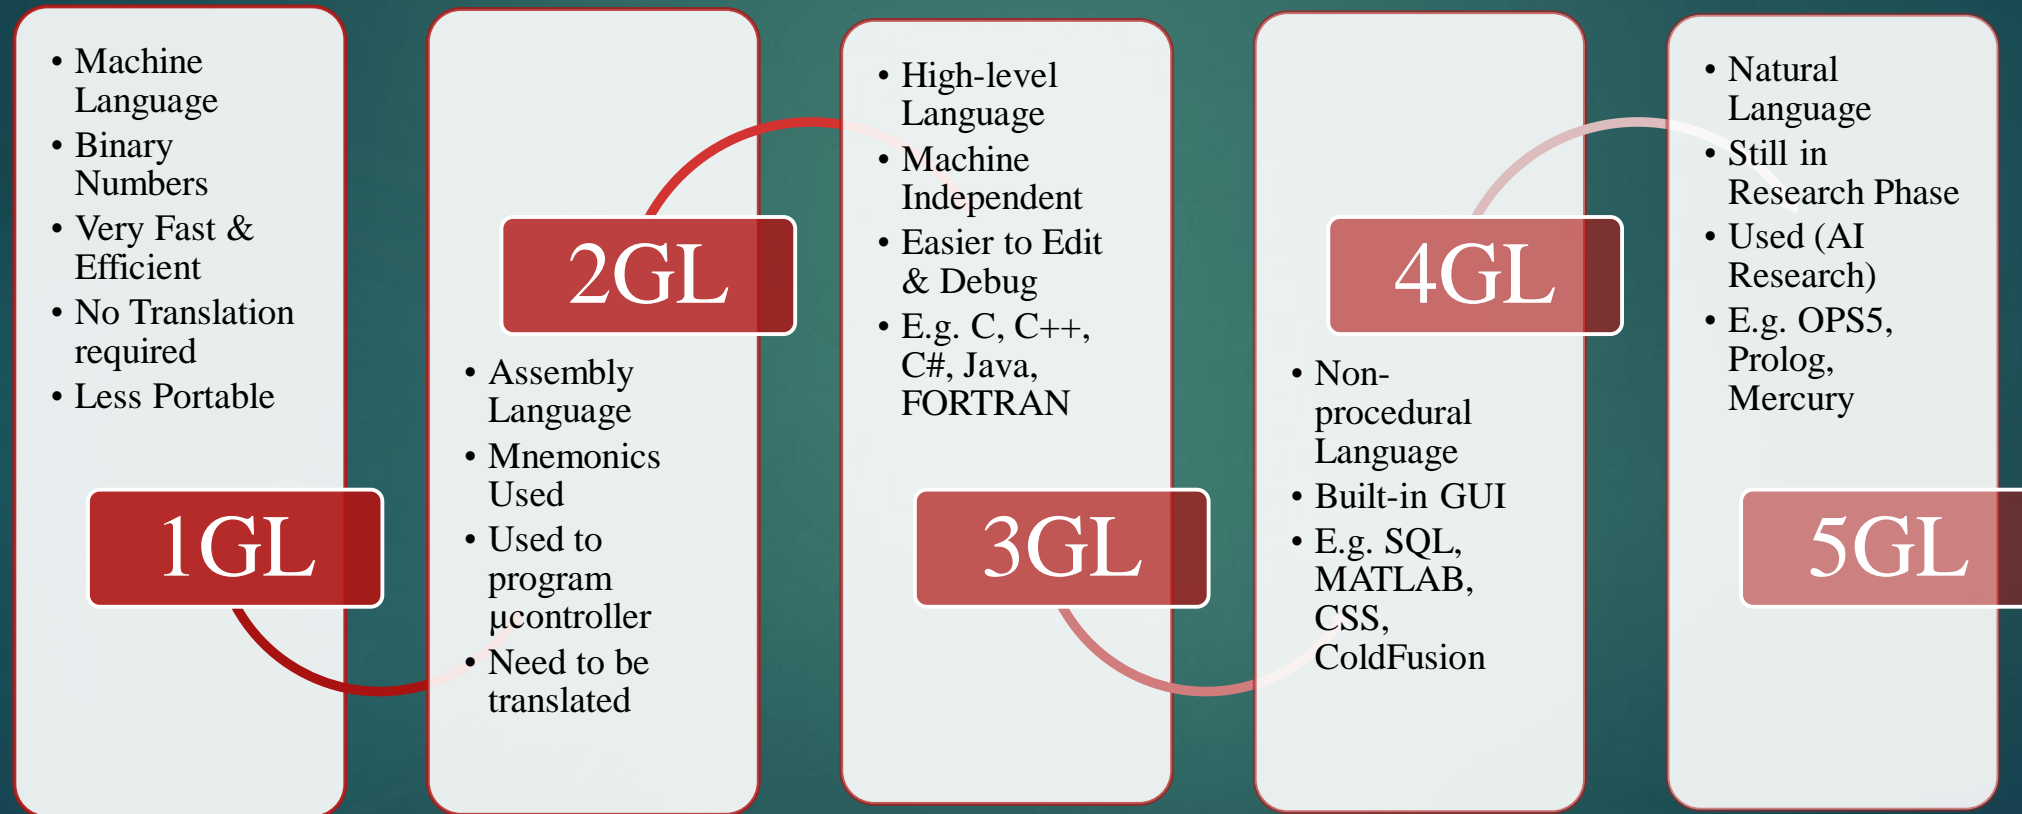 • Machine
Language
• Binary
Numbers
• Very Fast &
Efficient
• No Translation
required
• Less Portable
1GL
2GL
• Assembly
Language
• Mnemonics
Used
• Used to
program
µcontroller
• Need to be
translated
• High-level
Language
• Machine
Independent
• Easier to Edit
& Debug
• E.g. C, C++,
C#, Java,
FORTRAN
3GL
4GL
• Non-
procedural
Language
• Built-in GUI
• E.g. SQL,
MATLAB,
CSS,
ColdFusion
• Natural
Language
• Still in
Research Phase
• Used (AI
Research)
• E.g. OPS5,
Prolog,
Mercury
5GL